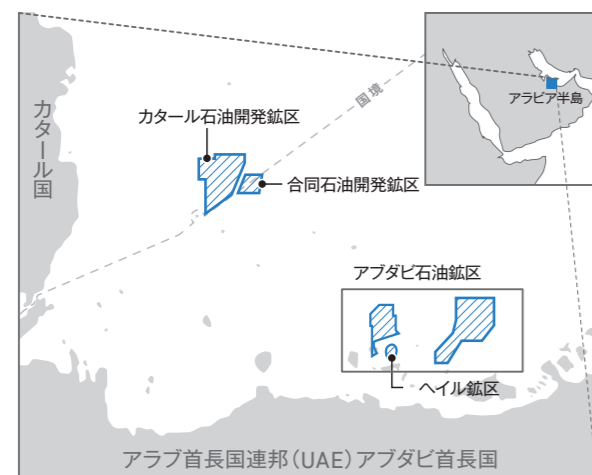 アラビア半島
国境
カタール石油開発鉱区
カタール国
合同石油開発鉱区
アブダビ石油鉱区
ヘイル鉱区
アラブ首長国連邦（UAE）アブダビ首長国